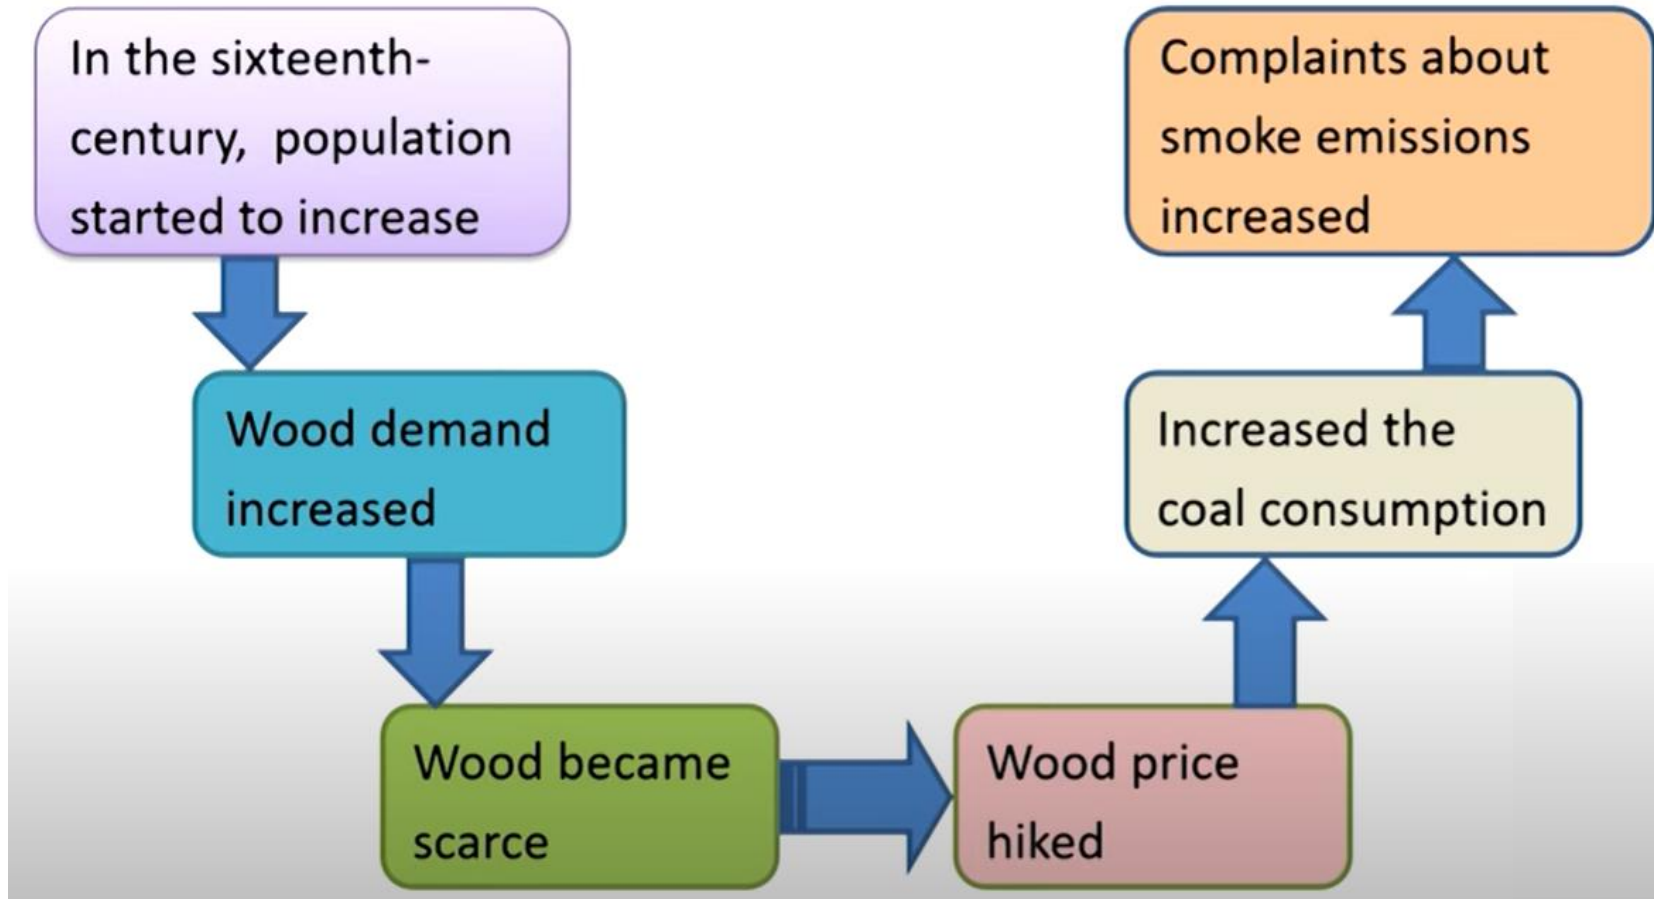 In the sixteenth-
century, population
started to increase
Wood demand
increased
Wood became
scarce
Wood price
hiked
Increased the
coal consumption
Complaints about
smoke emissions
increased